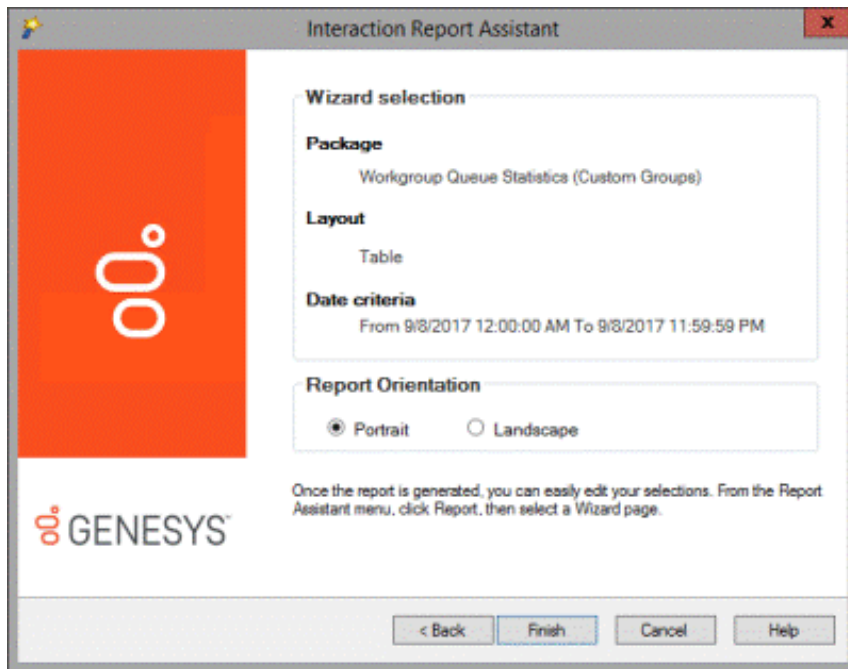 Interaction Report Assistant
x
Wizard selection
Package
Workgroup Queue Statistics (Custom Groups)
Layout
Table
Date criteria
From 9/8/2017 12:00:00 AM To 9/8/2017 11:59:59 PM
Report Orientation
Portrait Landscape
Once the report is generated, you can easily edit your selections. From the Report
Assistant menu, click Report, then select a Wizard page.
GENESYS™
< Back Finish Cancel Help